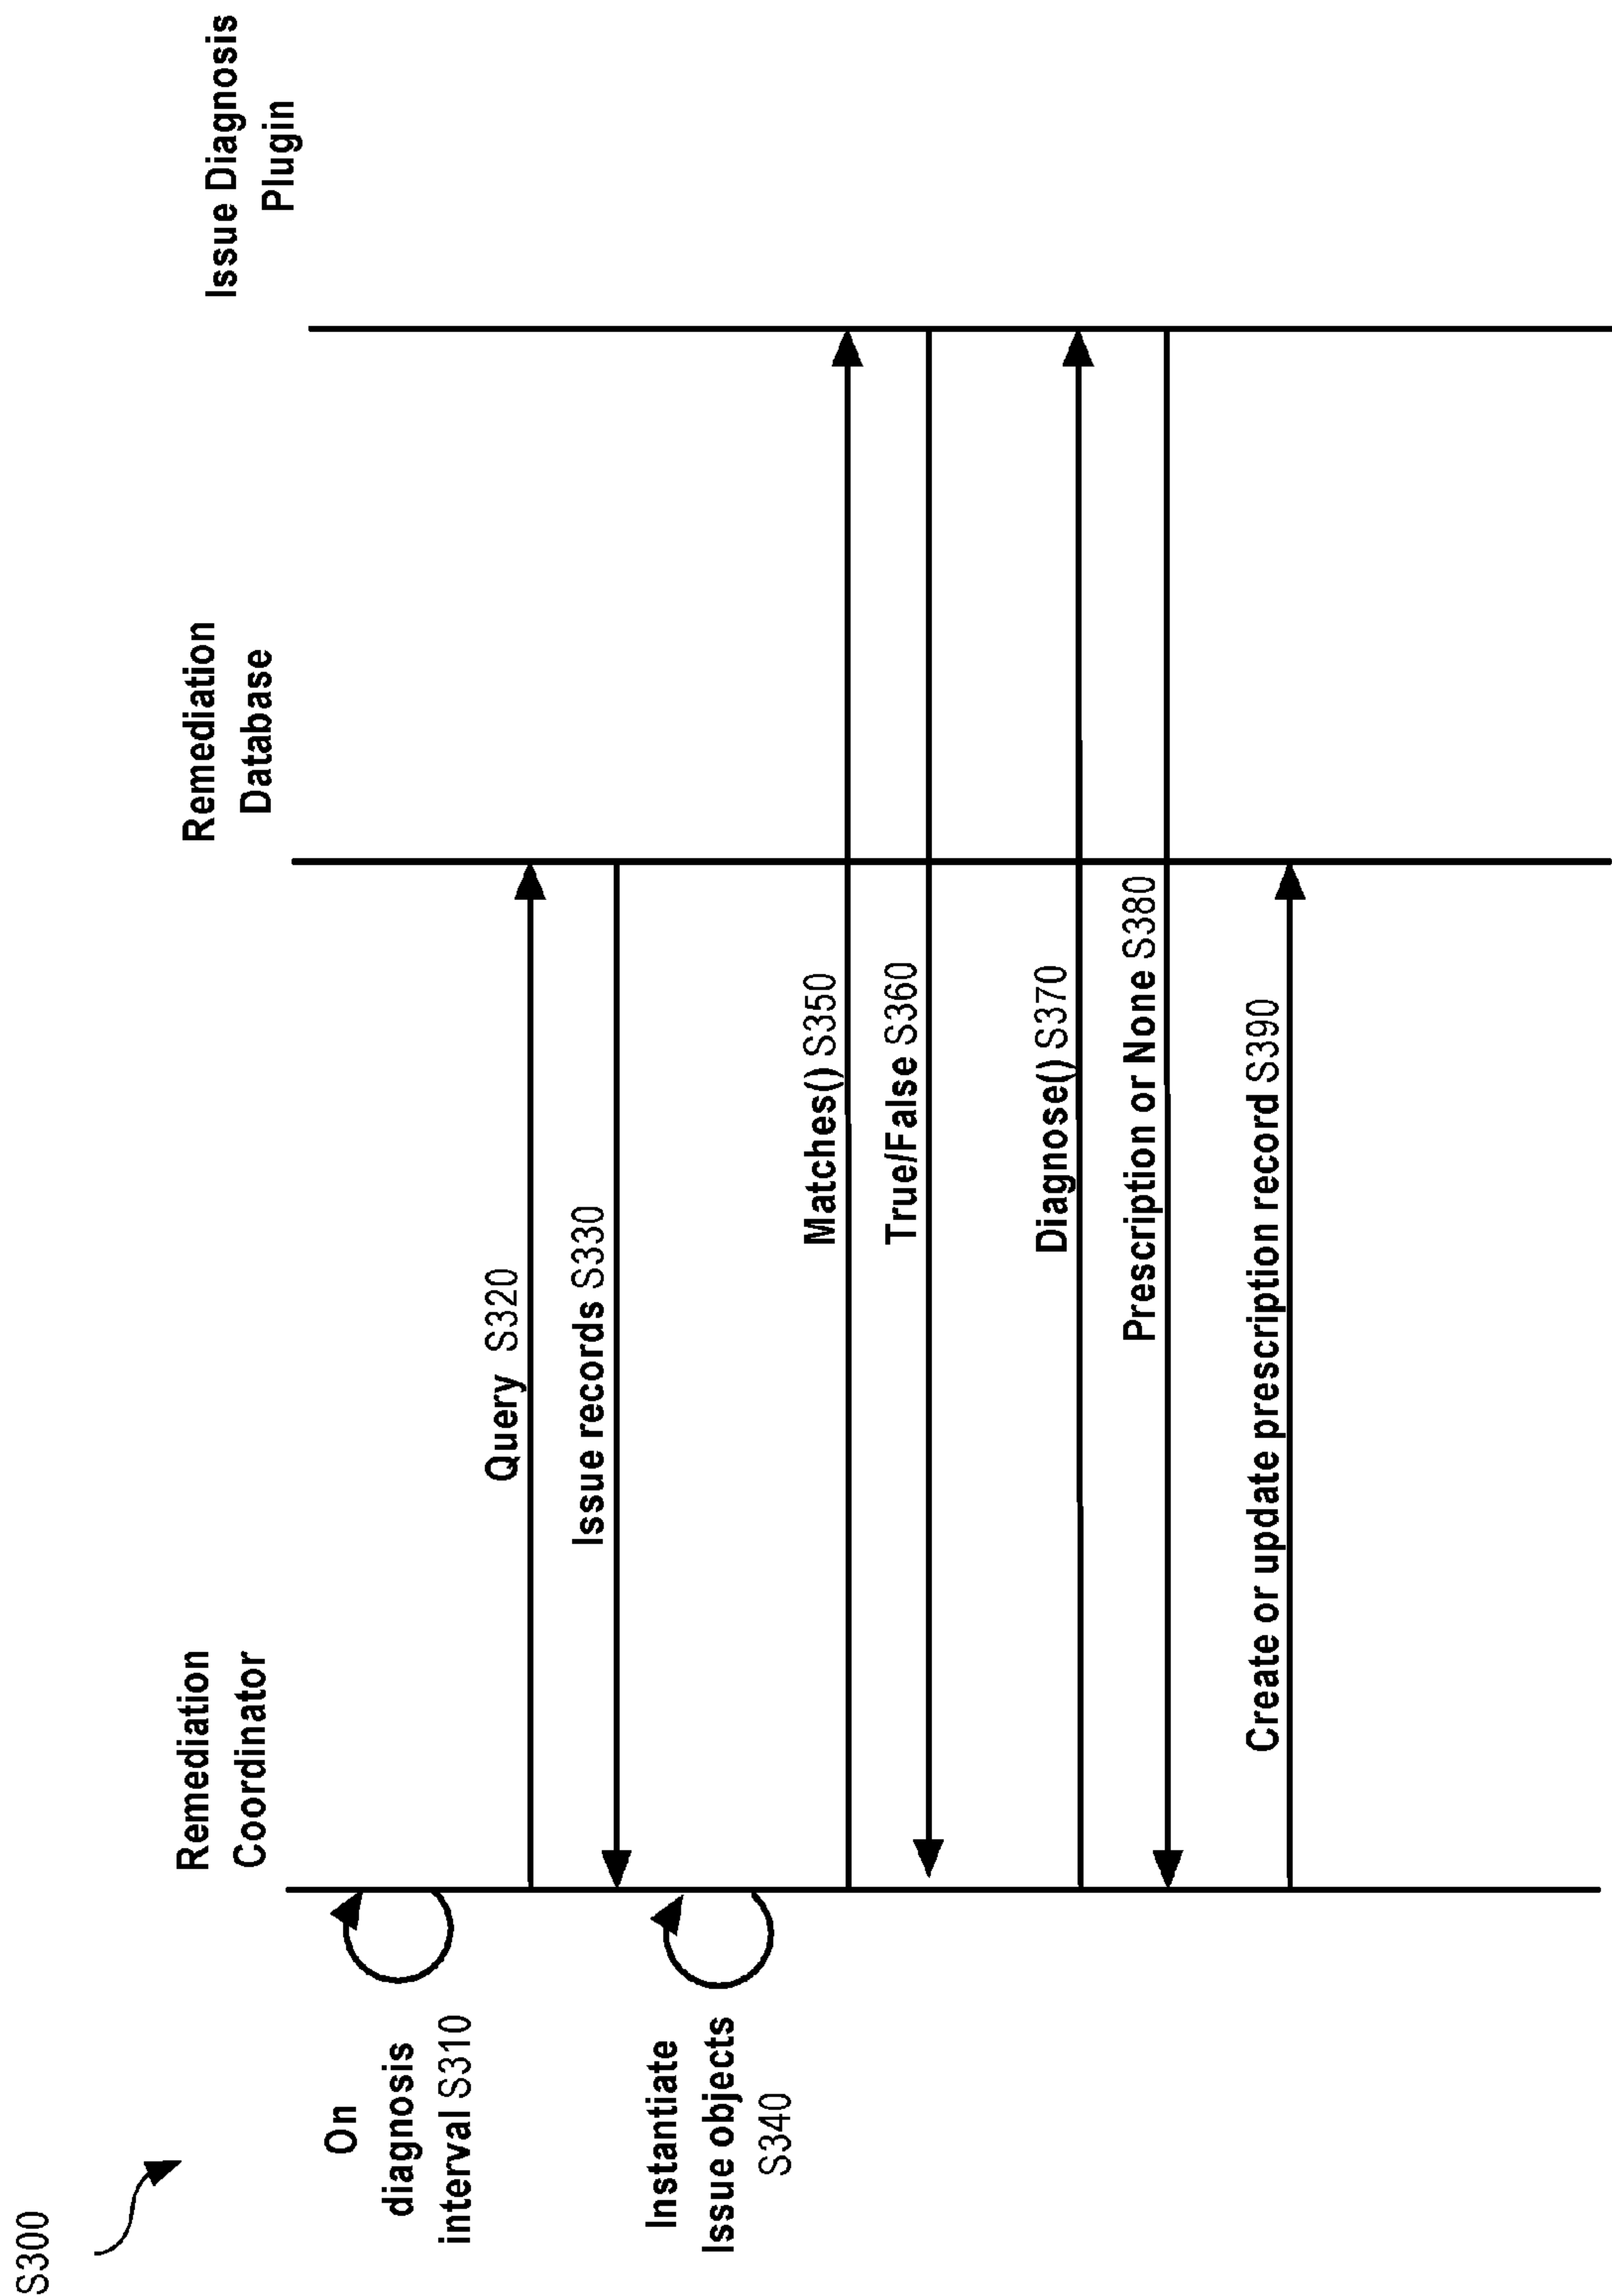 S300
Remediation
Coordinator
Remediation
Database
Issue Diagnosis
Plugin
On
diagnosis
interval S310
Query S320
Issue records S330
Instantiate
Issue objects
S340
Matches() S350
True/False S360
Diagnose() S370
Prescription or None S380
Create or update prescription record S390